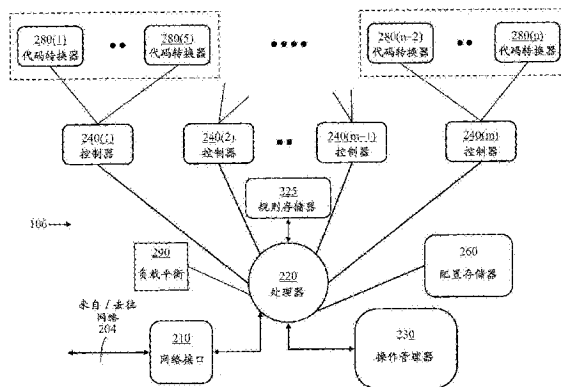 280(1) 280(5) 280(n-2) 280(n)
代码转换器 代码转换器 代码转换器 代码转换器
240(1) 240(2) 240(m-1) 240(m)
控制器 控制器 控制器 控制器
225
规则存储器
106
290
负载平衡
220
处理器
260
配置存储器
来自/去往
网络
204
210
网络接口
230
操作管理器